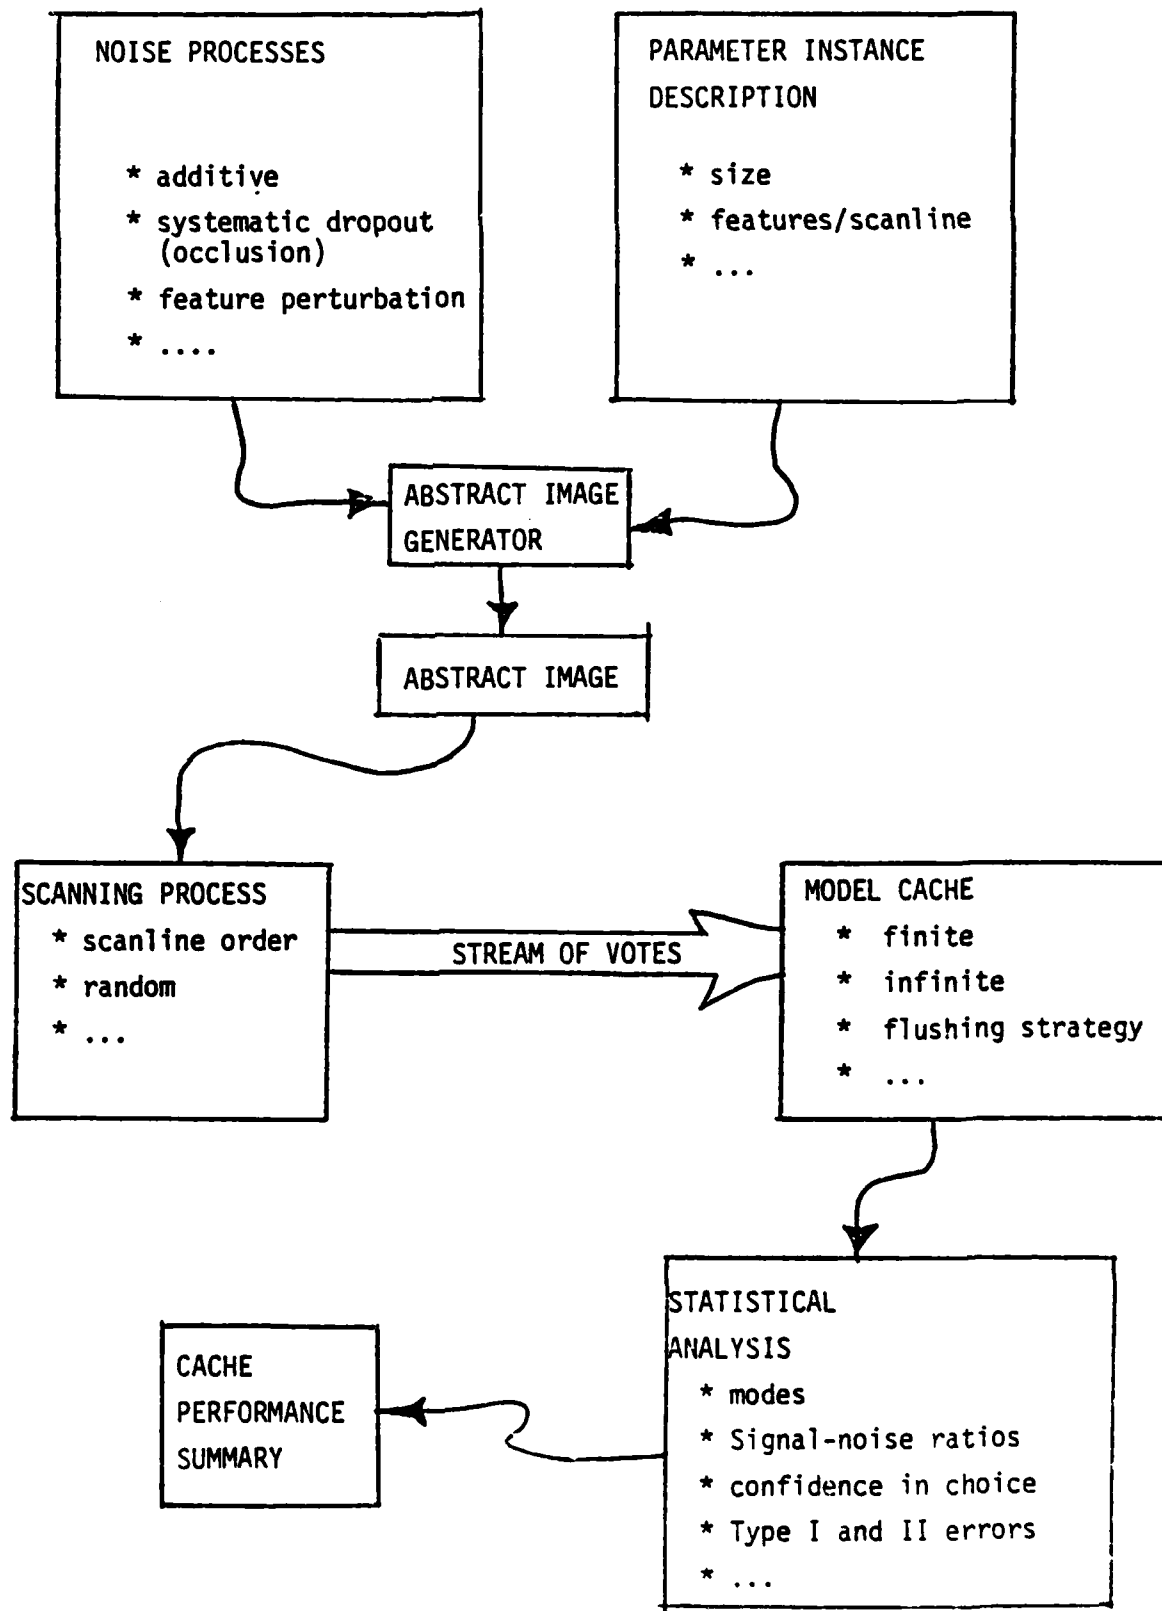 NOISE PROCESSES
* additive
* systematic dropout
(occlusion)
* feature perturbation
* ....
PARAMETER INSTANCE
DESCRIPTION
* size
* features/scanline
* ...
ABSTRACT IMAGE
GENERATOR
ABSTRACT IMAGE
SCANNING PROCESS
* scanline order
* random
* ...
STREAM OF VOTES
MODEL CACHE
* finite
* infinite
* flushing strategy
* ...
STATISTICAL
ANALYSIS
* modes
* Signal-noise ratios
* confidence in choice
* Type I and II errors
* ...
CACHE
PERFORMANCE
SUMMARY